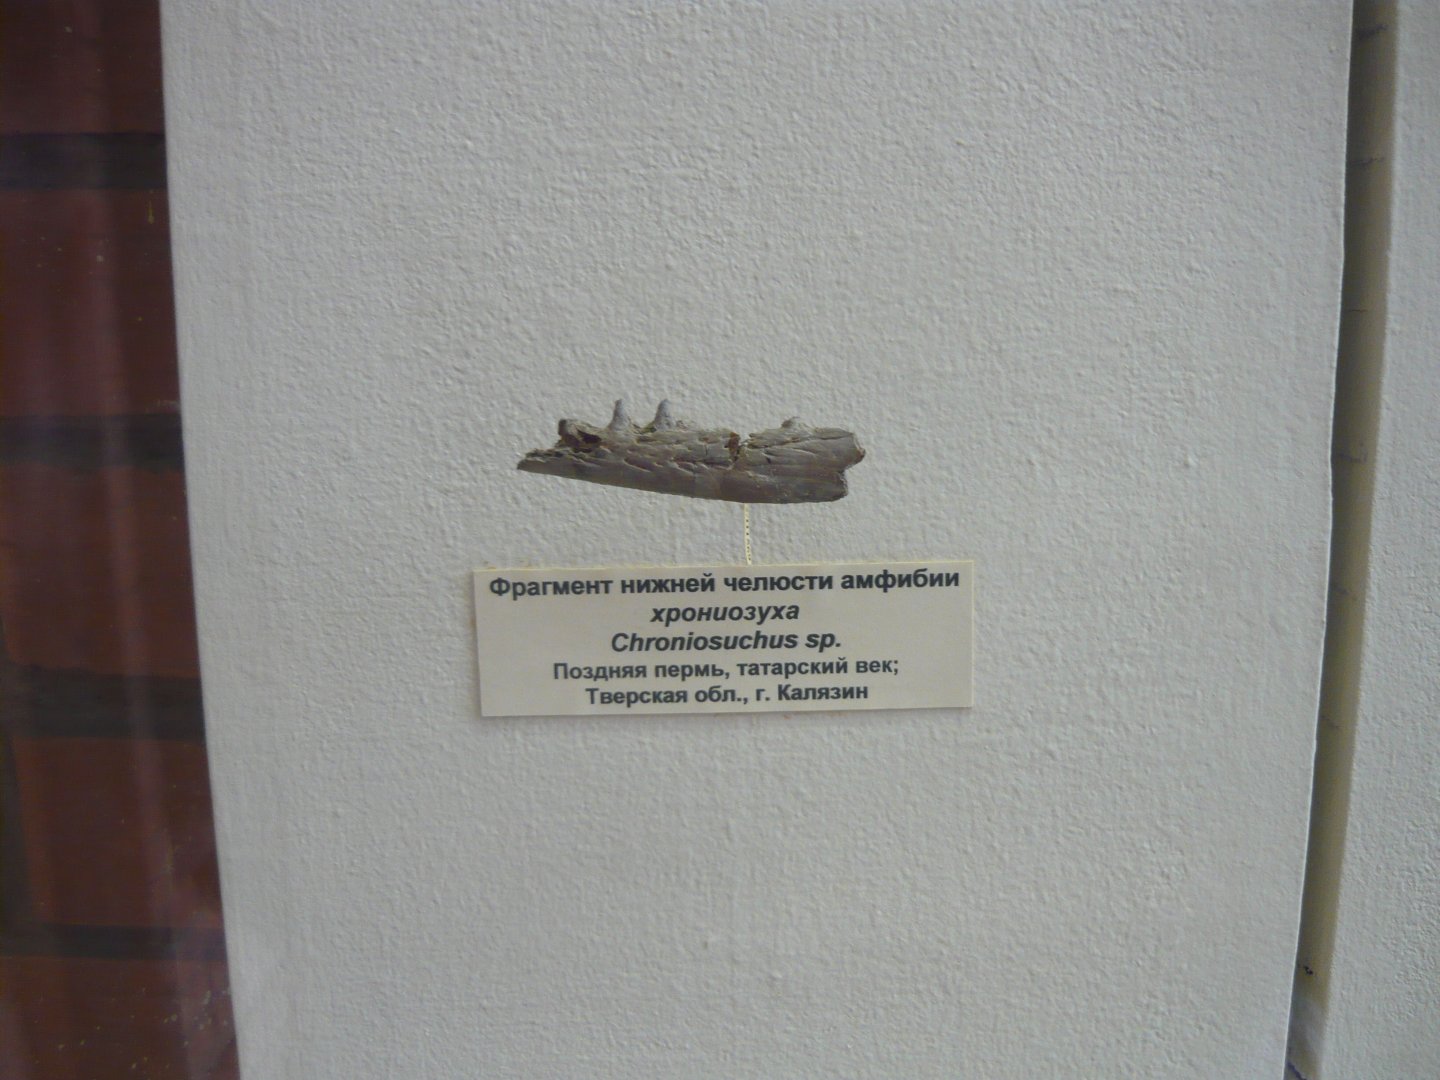 Фрагмент нижней челюсти амфибии
хрониозуха
Chroniosuchus sp.
Поздняя пермь, татарский век;
Тверская обл., г. Калязин